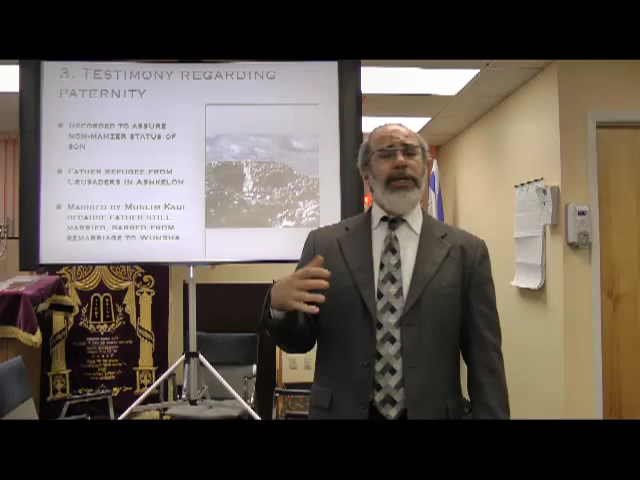 3. Testimony regarding
paternity
Recorded to assure
non-mamzer status of
son
Father refugee from
Crusaders in Ashkelon
Married by Muslim Kadi
because father still
married, barred from
remarriage to Wuhsha